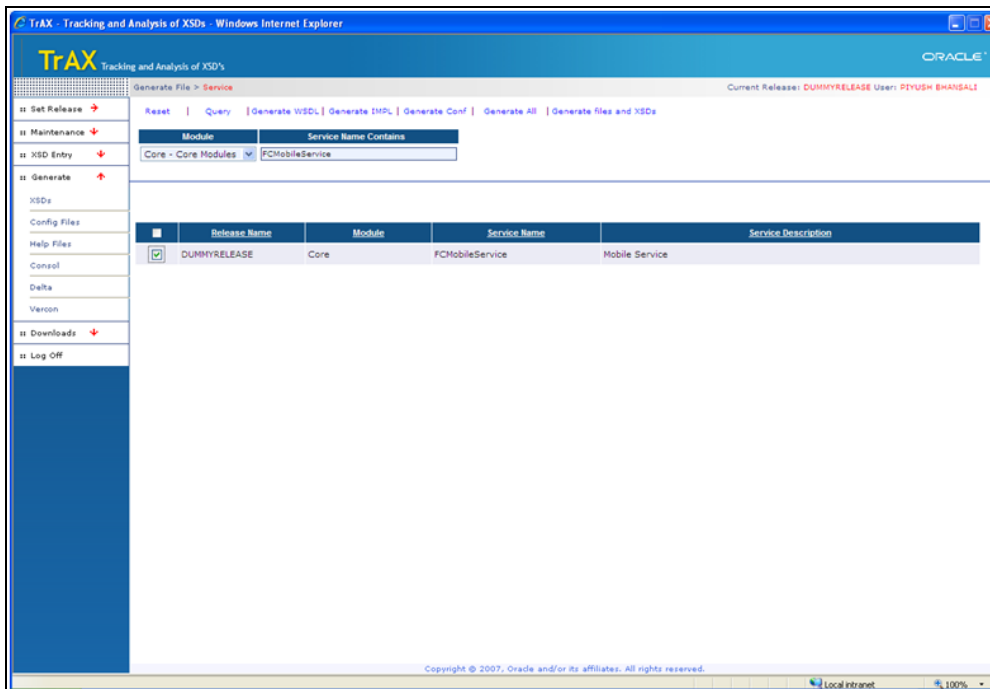 TrAX - Tracking and Analysis of XSDs - Windows Internet Explorer
TrAX Tracking and Analysis of XSD's
ORACLE
Generate File > Service
Current Release: DUMMYRELEASE User: PIYUSH BHANSALI
:: Set Release
:: Maintenance
:: XSD Entry
:: Generate
XSDs
Config Files
Help Files
Consol
Delta
Vercon
:: Downloads
:: Log Off
Reset | Query | Generate WSDL | Generate IMPL | Generate Conf | Generate All | Generate files and XSDs
Module Service Name Contains
Core - Core Modules FCMobileService
Release Name Module Service Name Service Description
DUMMYRELEASE Core FCMobileService Mobile Service
Copyright @ 2007, Oracle and/or its affiliates. All rights reserved.
Local intranet 100%